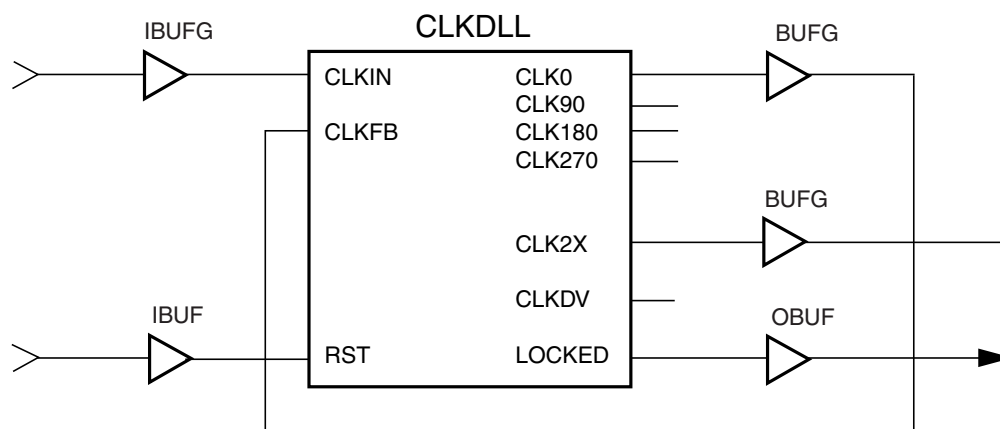 CLKDLL
IBUFG
BUFG
CLKIN
CLK0
CLK90
CLKFB
CLK180
CLK270
BUFG
CLK2X
CLKDV
IBUF
OBUF
RST
LOCKED